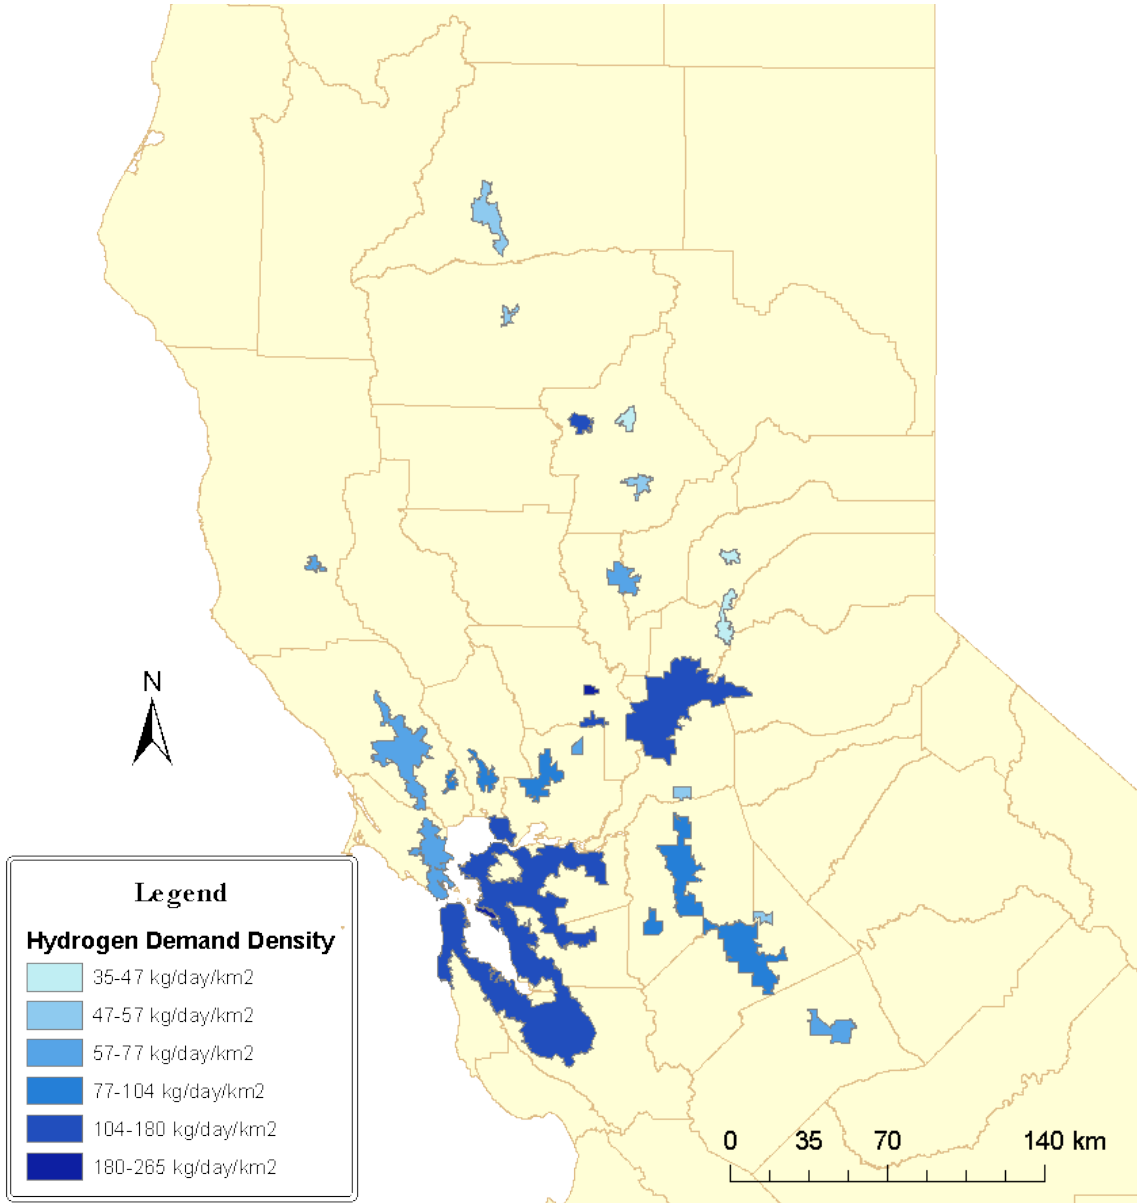 N
Legend
Hydrogen Demand Density
35-47 kg/day/km2
47-57 kg/day/km2
57-77 kg/day/km2
77-104 kg/day/km2
104-180 kg/day/km2
180-265 kg/day/km2
0 35 70 140 km